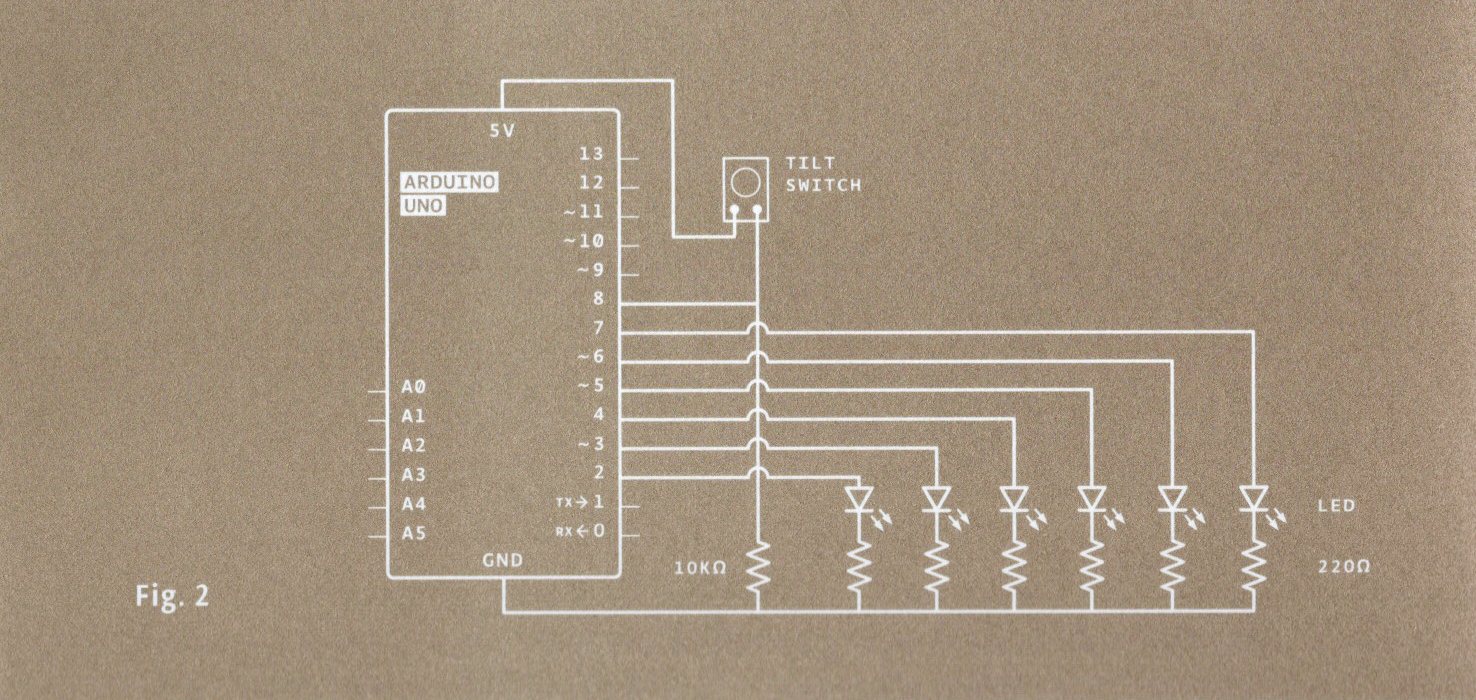 5V
ARDUINO
UNO
13
12
~11
~10
~9
8
7
~6
~5
4
~3
2
TX→1
RX←0
A0
A1
A2
A3
A4
A5
GND
TILT
SWITCH
LED
10KΩ
220Ω
Fig. 2